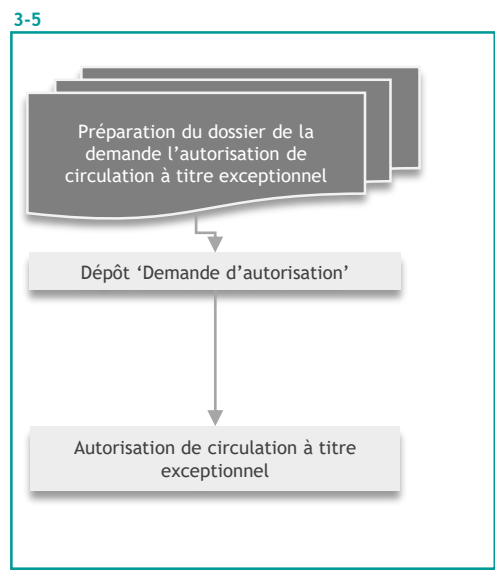 3-5
Préparation du dossier de la
demande l’autorisation de
circulation à titre exceptionnel
Dépôt ‘Demande d’autorisation’
Autorisation de circulation à titre
exceptionnel